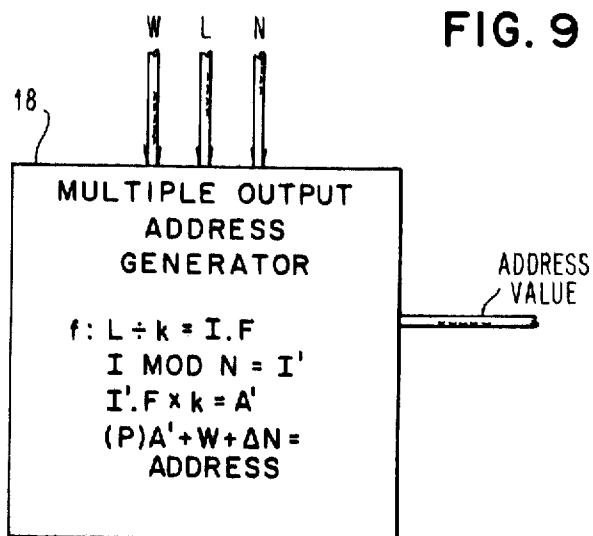 FIG. 9
W L N
18
MULTIPLE OUTPUT
ADDRESS
GENERATOR
ADDRESS
VALUE
f: L ÷ k = I.F
I MOD N = I'
I'.F × k = A'
(P)A' + W + ΔN =
ADDRESS